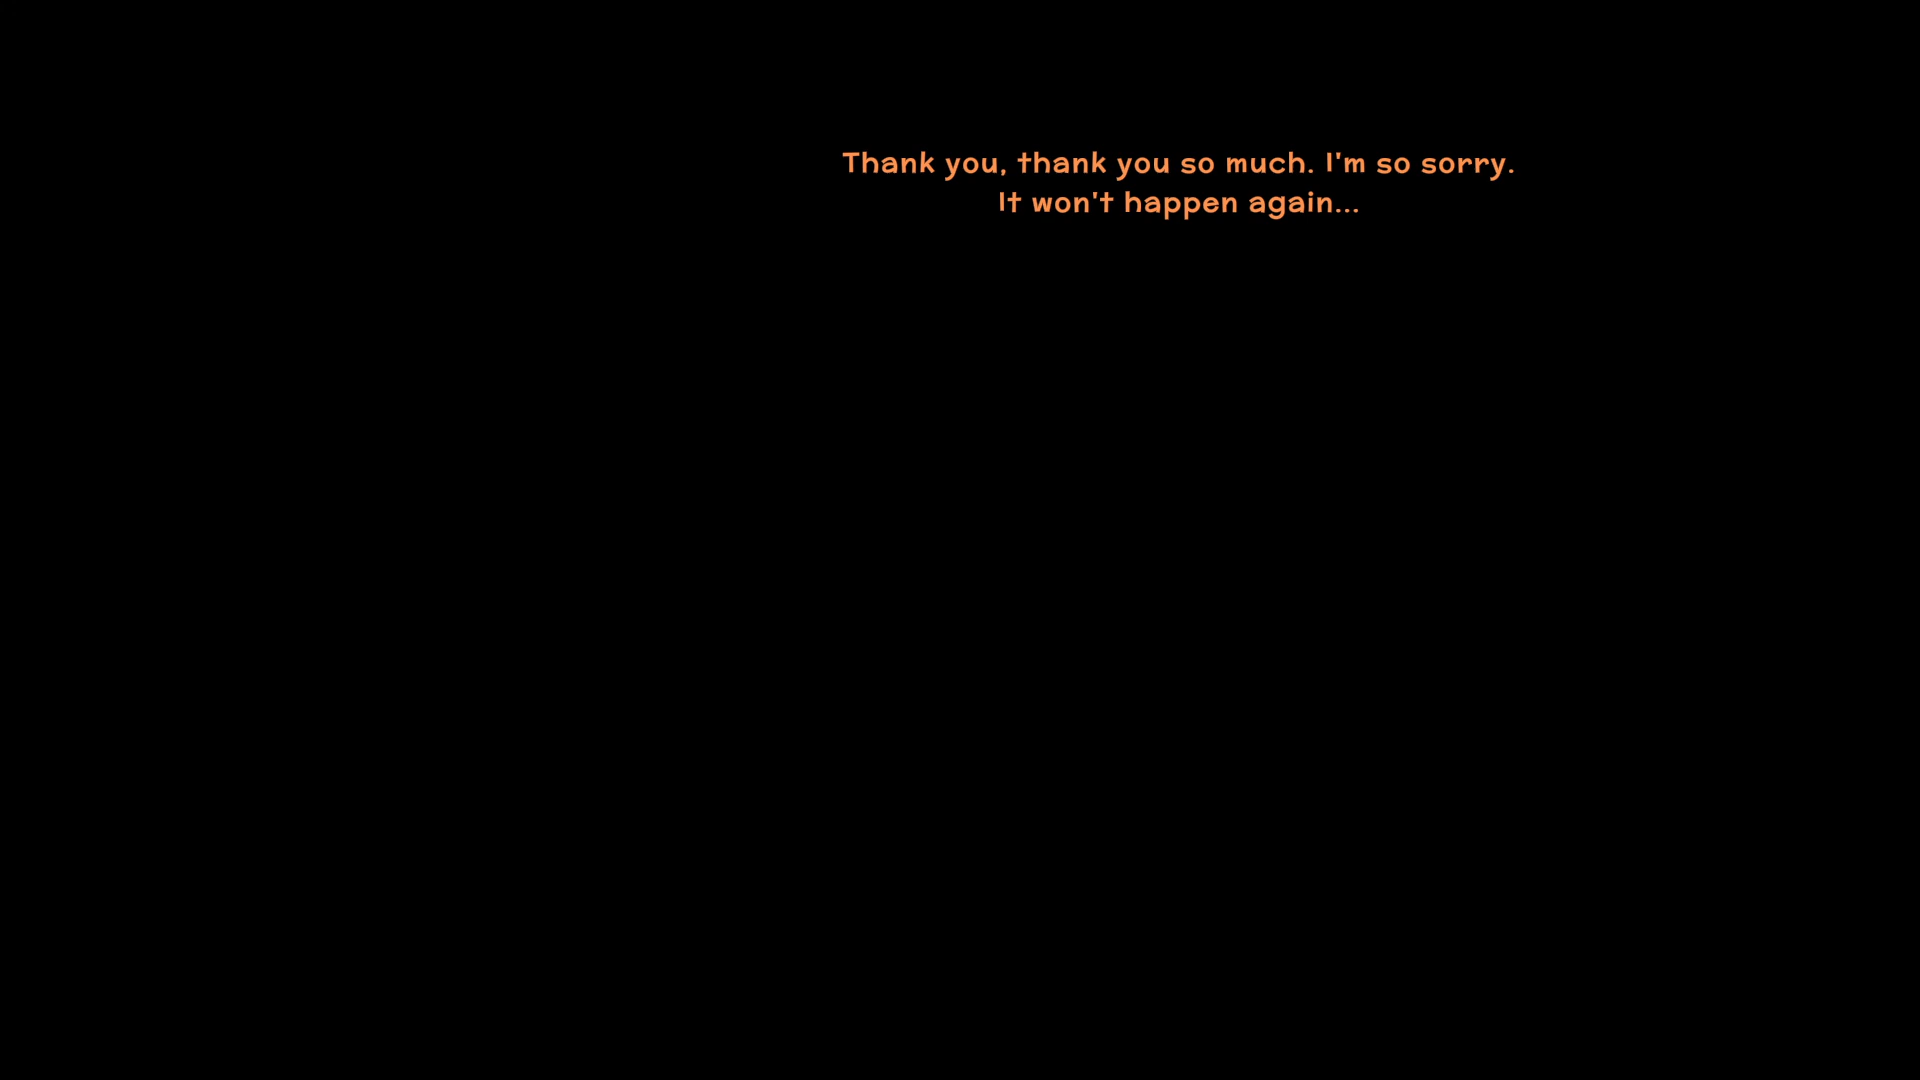 Thank you, thank you so much. I'm so sorry.
It won't happen again...